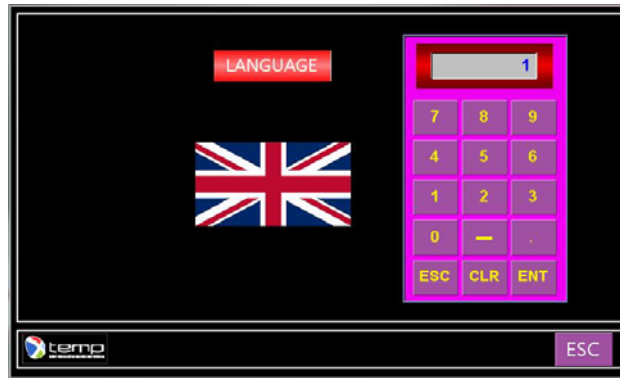 LANGUAGE
1
7 8 9
4 5 6
1 2 3
0 — .
ESC CLR ENT
temp
ESC